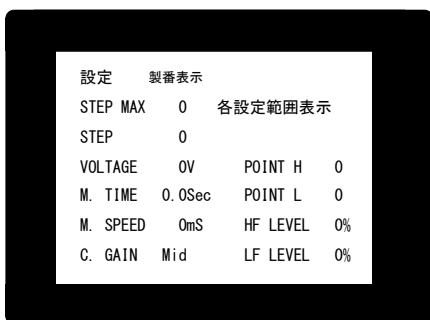 設定 製番表示
STEP MAX 0 各設定範囲表示
STEP 0
VOLTAGE 0V POINT H 0
M. TIME 0.0Sec POINT L 0
M. SPEED 0mS HF LEVEL 0%
C. GAIN Mid LF LEVEL 0%